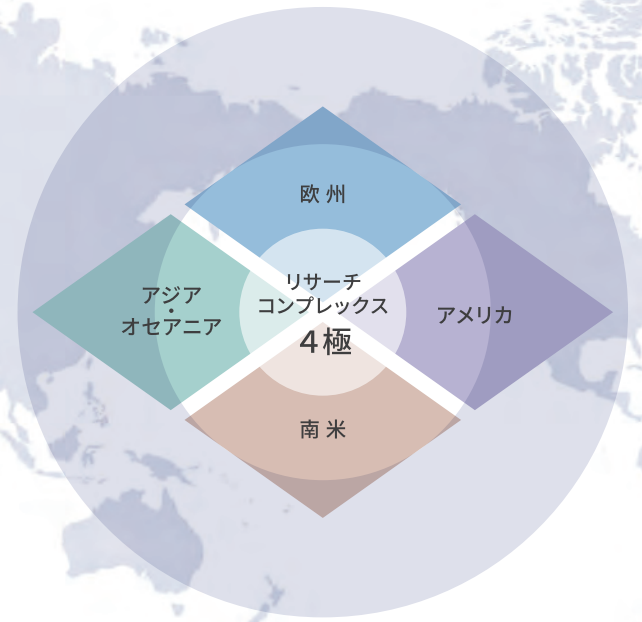 欧州
リサーチ
コンプレックス
4極
アジア
・
オセアニア
アメリカ
南米